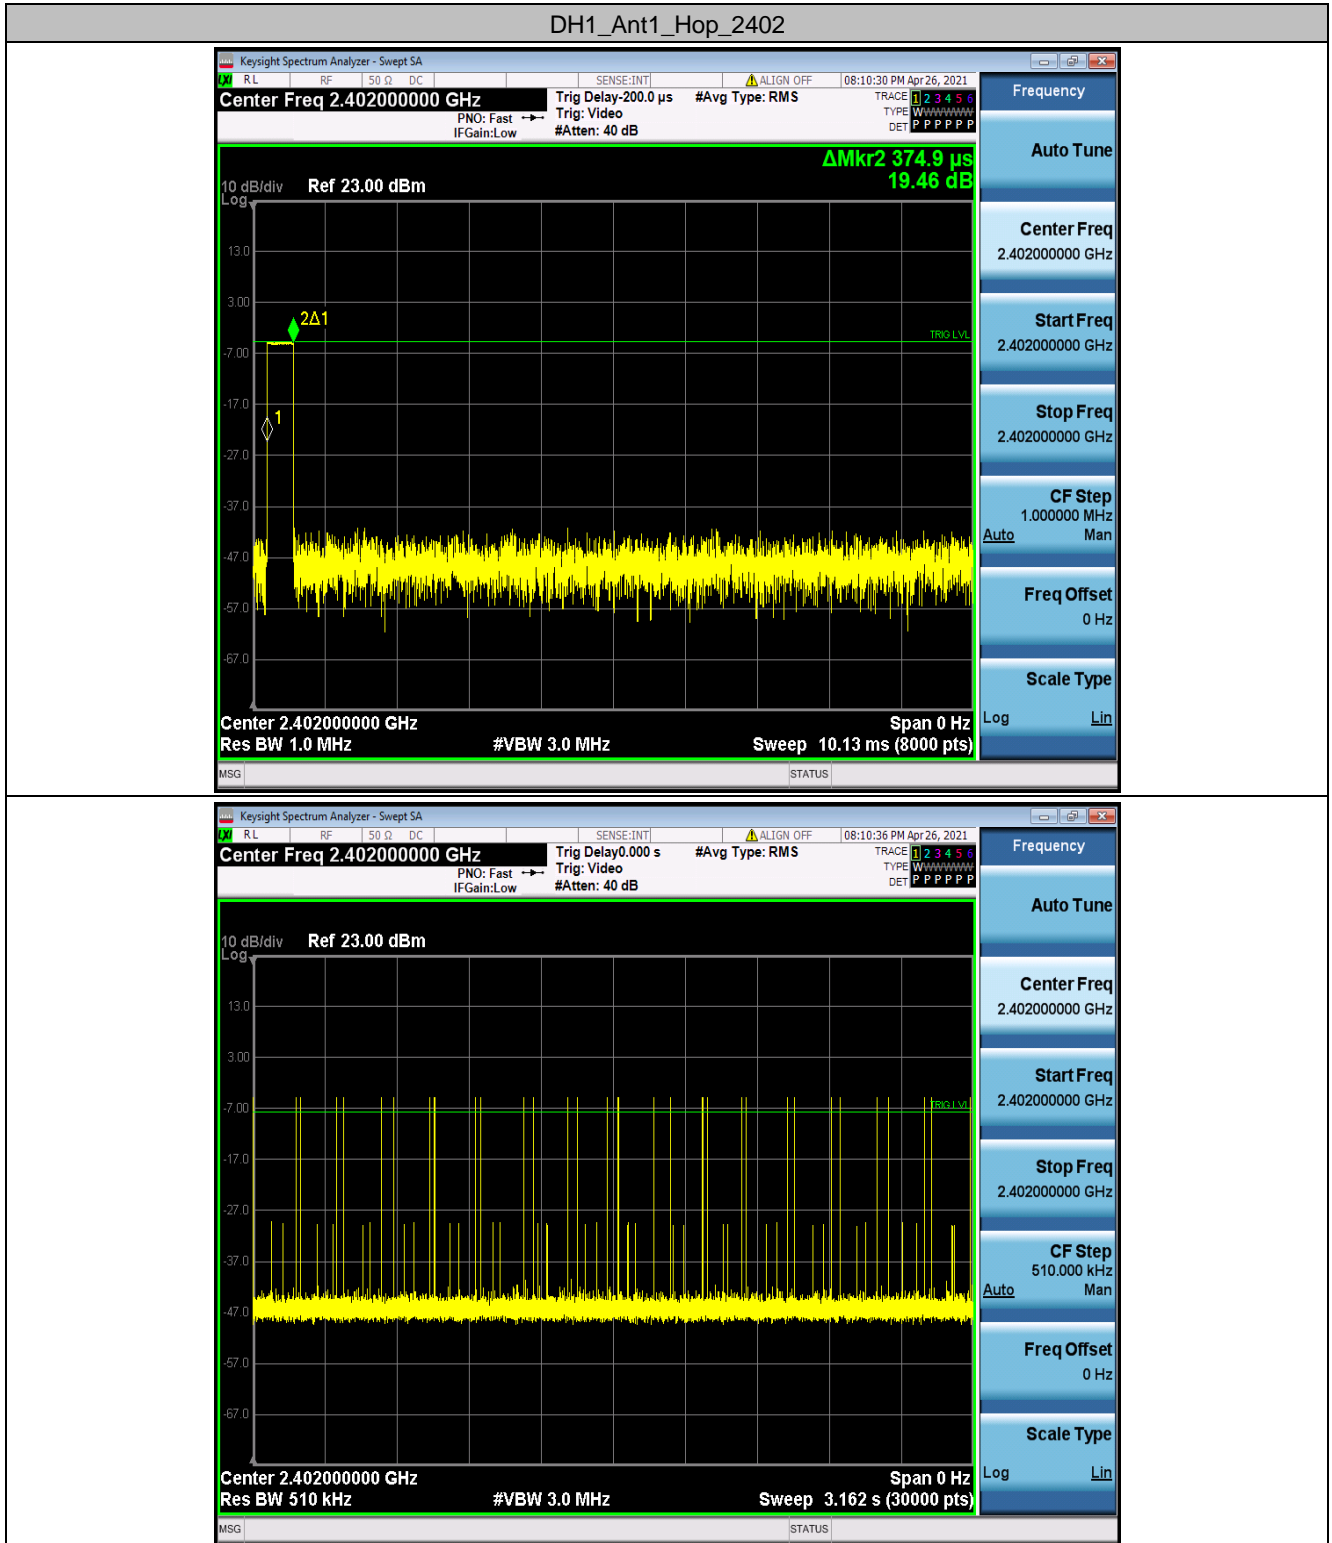 DH1_Ant1_Hop_2402
Keysight Spectrum Analyzer - Swept SA
LXI RL RF 50 Ω DC SENSE:INT ALIGN OFF 08:10:30 PM Apr 26, 2021
Center Freq 2.402000000 GHz
PNO: Fast
IFGain:Low
Trig Delay-200.0 µs
Trig: Video
#Atten: 40 dB
#Avg Type: RMS
TRACE 1 2 3 4 5 6
TYPE WWWWWW
DET P P P P P P
ΔMkr2 374.9 µs
19.46 dB
10 dB/div Ref 23.00 dBm
Log
13.0
3.00
2Δ1
TRIG LVL
-7.00
-17.0
1
-27.0
-37.0
-47.0
-57.0
-67.0
Center 2.402000000 GHz Span 0 Hz
Res BW 1.0 MHz #VBW 3.0 MHz Sweep 10.13 ms (8000 pts)
MSG STATUS
Frequency
Auto Tune
Center Freq
2.402000000 GHz
Start Freq
2.402000000 GHz
Stop Freq
2.402000000 GHz
CF Step
1.000000 MHz
Auto Man
Freq Offset
0 Hz
Scale Type
Log Lin
Keysight Spectrum Analyzer - Swept SA
LXI RL RF 50 Ω DC SENSE:INT ALIGN OFF 08:10:36 PM Apr 26, 2021
Center Freq 2.402000000 GHz
PNO: Fast
IFGain:Low
Trig Delay0.000 s
Trig: Video
#Atten: 40 dB
#Avg Type: RMS
TRACE 1 2 3 4 5 6
TYPE WWWWWW
DET P P P P P P
10 dB/div Ref 23.00 dBm
Log
13.0
3.00
-7.00
TRIG LVL
-17.0
-27.0
-37.0
-47.0
-57.0
-67.0
Center 2.402000000 GHz Span 0 Hz
Res BW 510 kHz #VBW 3.0 MHz Sweep 3.162 s (30000 pts)
MSG STATUS
Frequency
Auto Tune
Center Freq
2.402000000 GHz
Start Freq
2.402000000 GHz
Stop Freq
2.402000000 GHz
CF Step
510.000 kHz
Auto Man
Freq Offset
0 Hz
Scale Type
Log Lin